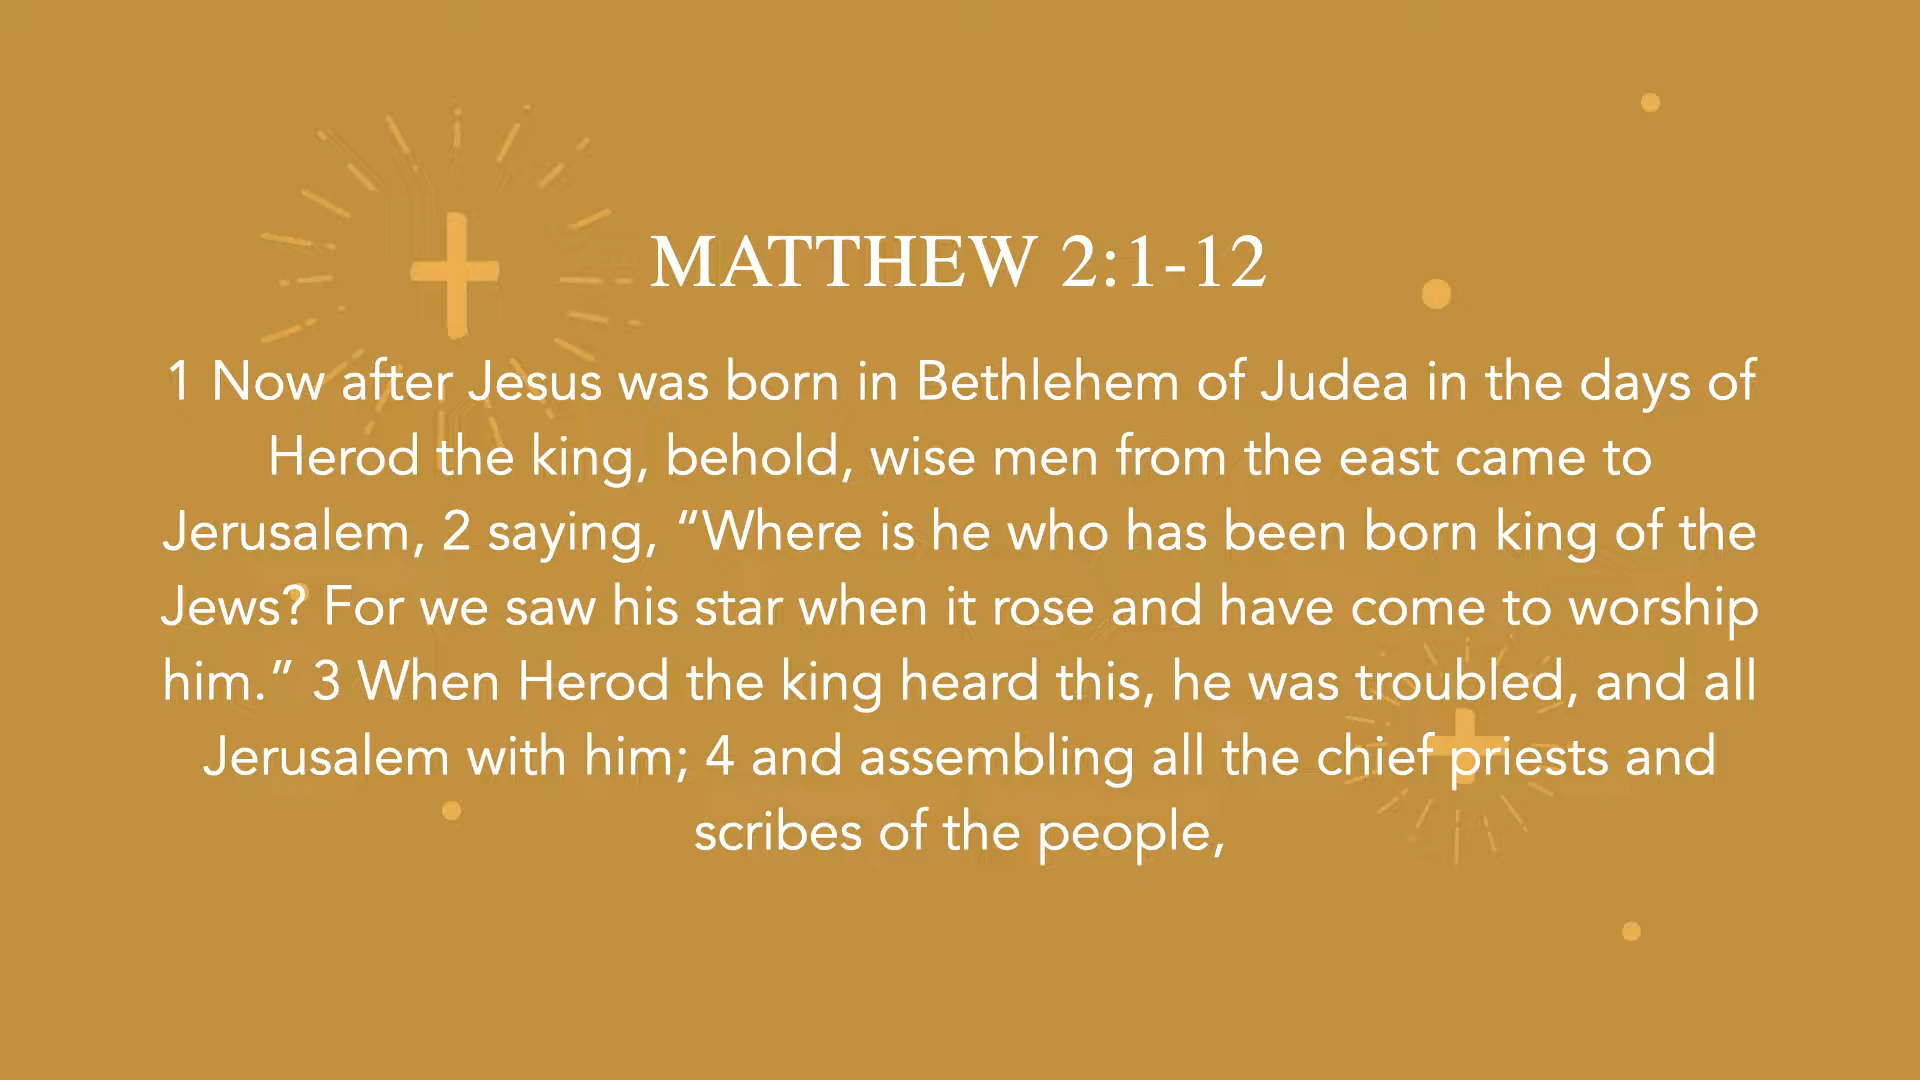 MATTHEW 2:1-12
1 Now after Jesus was born in Bethlehem of Judea in the days of
Herod the king, behold, wise men from the east came to
Jerusalem, 2 saying, “Where is he who has been born king of the
Jews? For we saw his star when it rose and have come to worship
him.” 3 When Herod the king heard this, he was troubled, and all
Jerusalem with him; 4 and assembling all the chief priests and
scribes of the people,